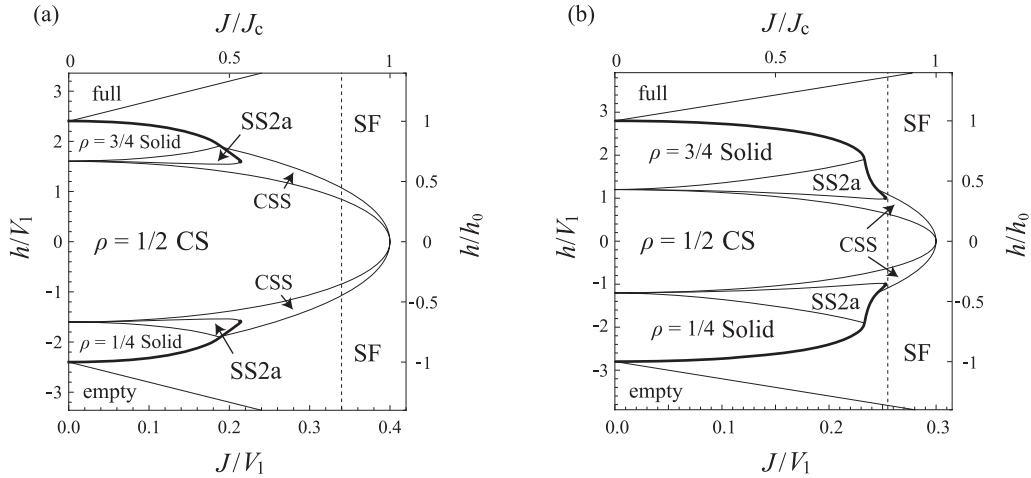 (a)
J/Jc
0
0.5
1
3
2
1
0
-1
-2
-3
h/V1
full
SF
ρ = 3/4 Solid
SS2a
CSS
ρ = 1/2 CS
CSS
ρ = 1/4 Solid
SS2a
SF
empty
1
0.5
0
-0.5
-1
h/h0
0.0
0.1
0.2
0.3
0.4
J/V1
(b)
J/Jc
0
0.5
1
3
2
1
0
-1
-2
-3
h/V1
full
SF
ρ = 3/4 Solid
SS2a
ρ = 1/2 CS
CSS
SS2a
ρ = 1/4 Solid
SF
empty
1
0.5
0
-0.5
-1
h/h0
0.0
0.1
0.2
0.3
J/V1